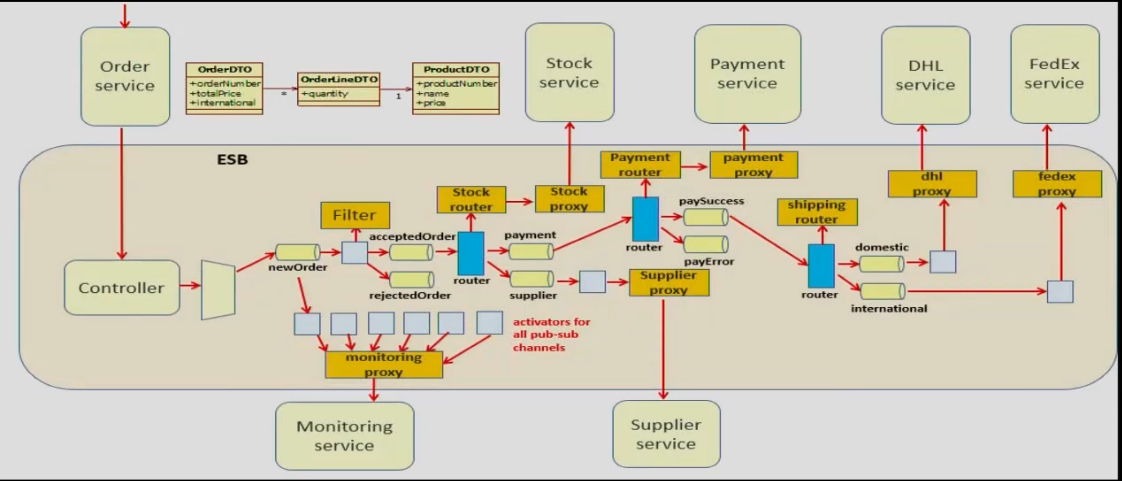 Order
service
OrderDTO
+orderNumber
+totalPrice
+international
*
OrderLineDTO
+quantity
1
ProductDTO
+productNumber
+name
+price
Stock
service
Payment
service
DHL
service
FedEx
service
ESB
Payment
router
payment
proxy
dhl
proxy
fedex
proxy
Stock
router
Stock
proxy
Filter
paySuccess
shipping
router
acceptedOrder
payment
router
domestic
newOrder
payError
Controller
rejectedOrder
router
supplier
Supplier
proxy
router
international
activators for
all pub-sub
channels
monitoring
proxy
Monitoring
service
Supplier
service